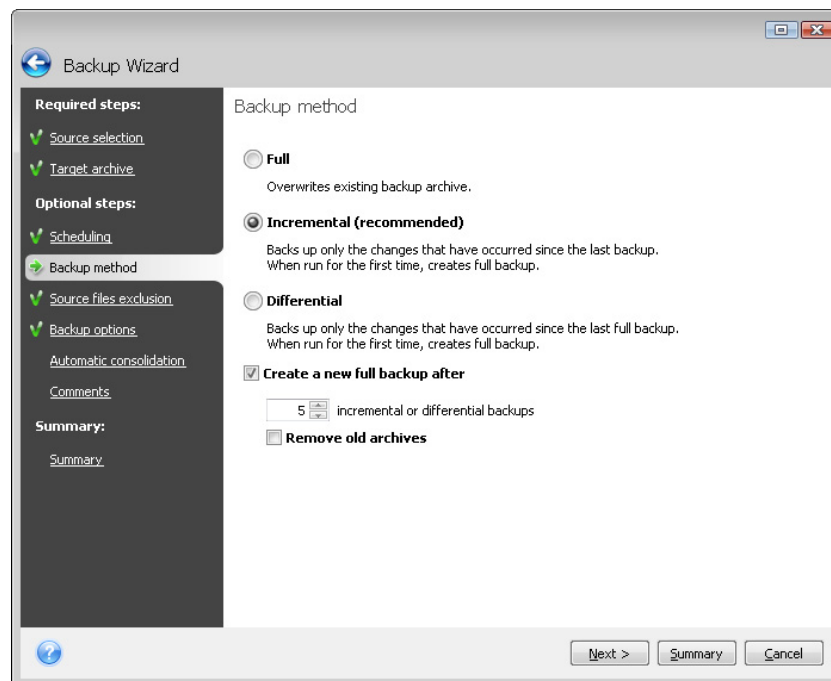 Backup Wizard
Required steps:
Source selection
Target archive
Optional steps:
Scheduling
Backup method
Source files exclusion
Backup options
Automatic consolidation
Comments
Summary:
Summary
Backup method
Full
Overwrites existing backup archive.
Incremental (recommended)
Backs up only the changes that have occurred since the last backup.
When run for the first time, creates full backup.
Differential
Backs up only the changes that have occurred since the last full backup.
When run for the first time, creates full backup.
Create a new full backup after
5 incremental or differential backups
Remove old archives
?
Next > Summary Cancel